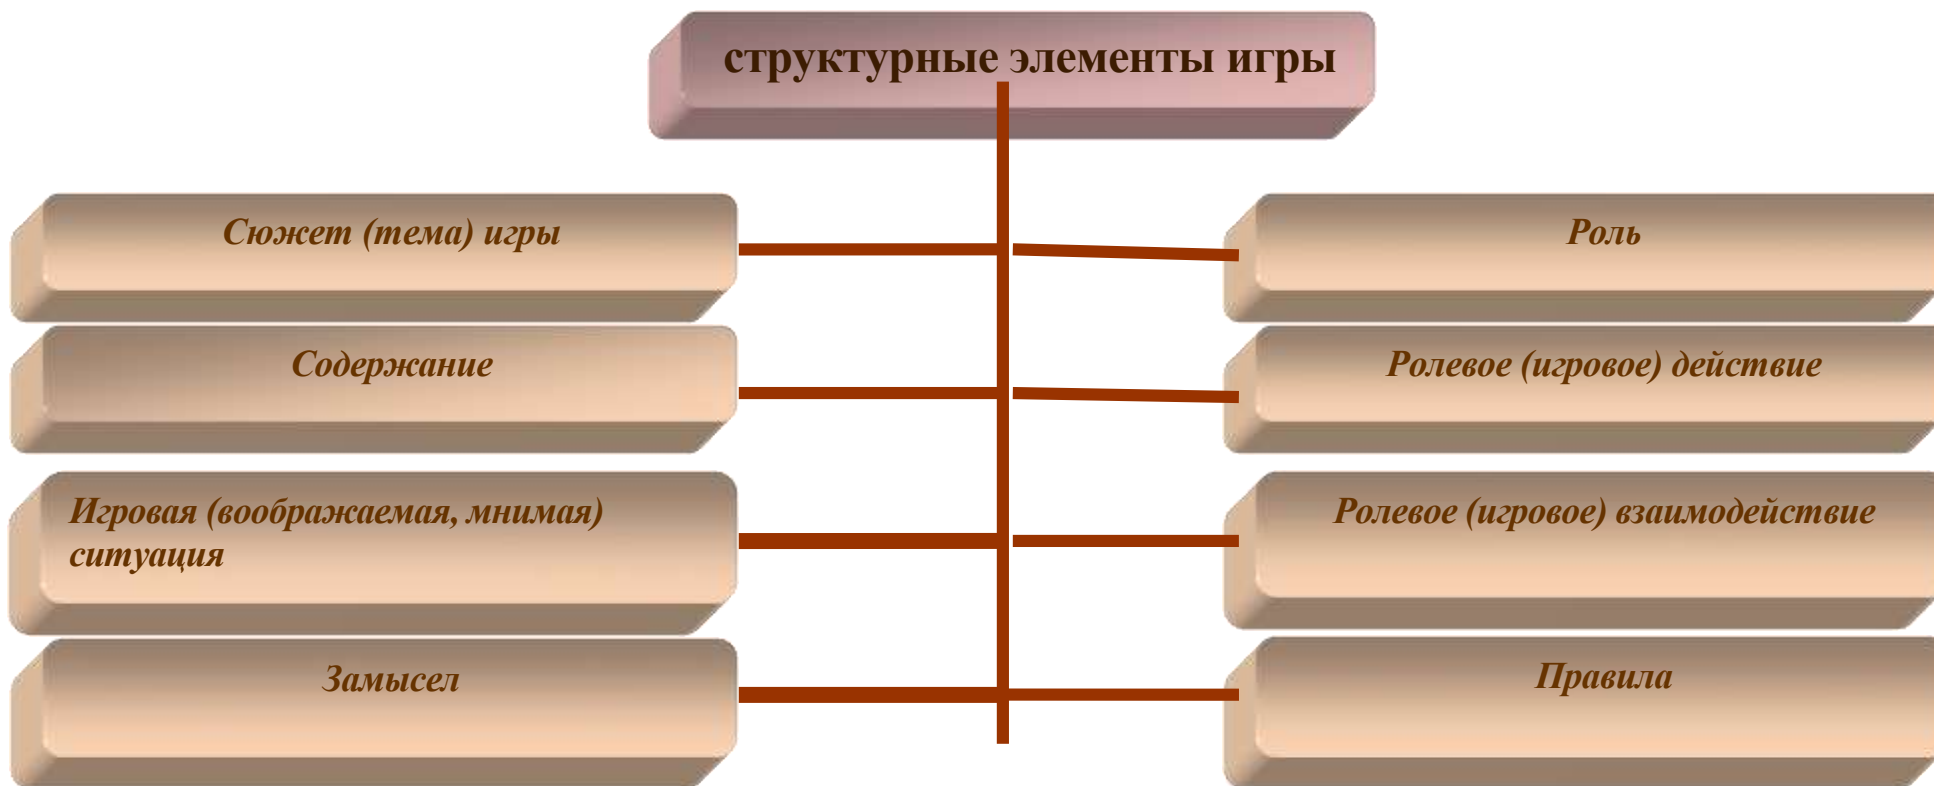 структурные элементы игры
Сюжет (тема) игры
Роль
Содержание
Ролевое (игровое) действие
Игровая (воображаемая, мнимая)
ситуация
Ролевое (игровое) взаимодействие
Замысел
Правила